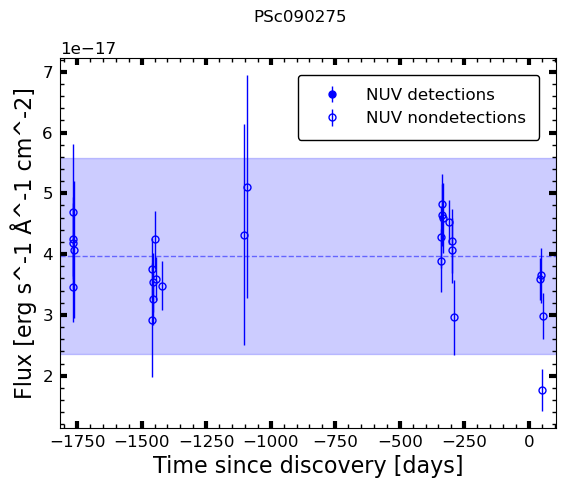 PSc090275
1e−17
7
6
5
4
3
2
Flux [erg s^-1 Å^-1 cm^-2]
NUV detections
NUV nondetections
−1750 −1500 −1250 −1000 −750 −500 −250 0
Time since discovery [days]